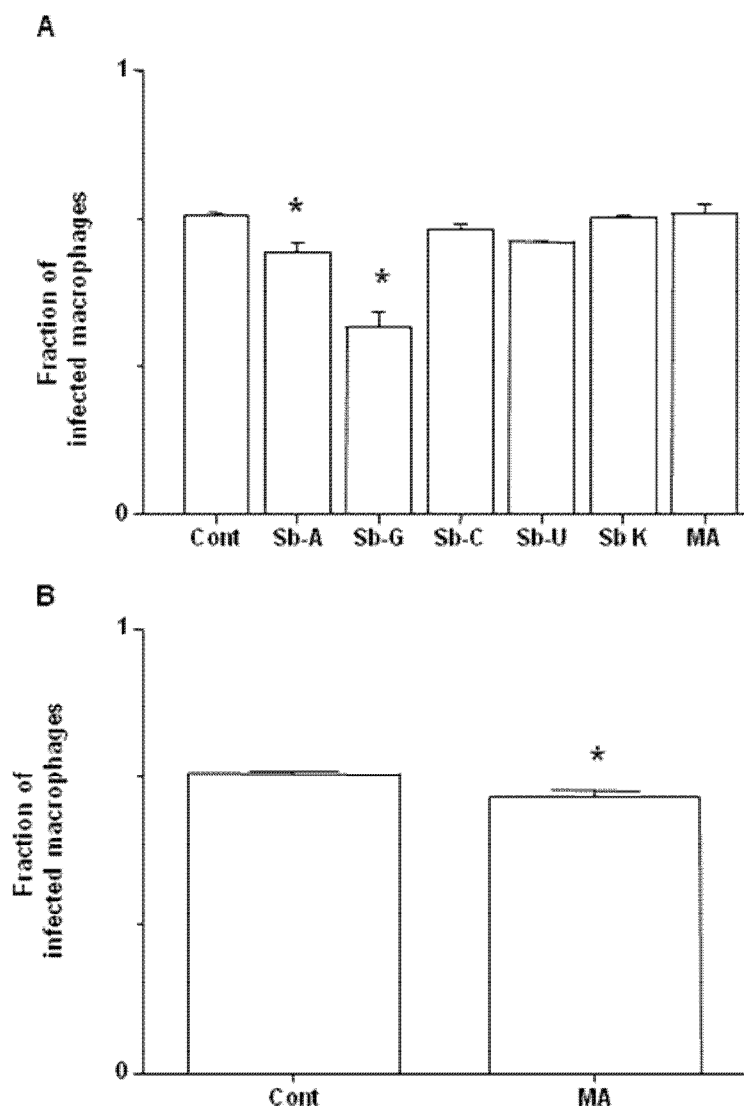 A
1
*
*
Fraction of
infected macrophages
0
Cont Sb-A Sb-G Sb-C Sb-U Sb K MA
B
1
*
Fraction of
infected macrophages
0
Cont MA